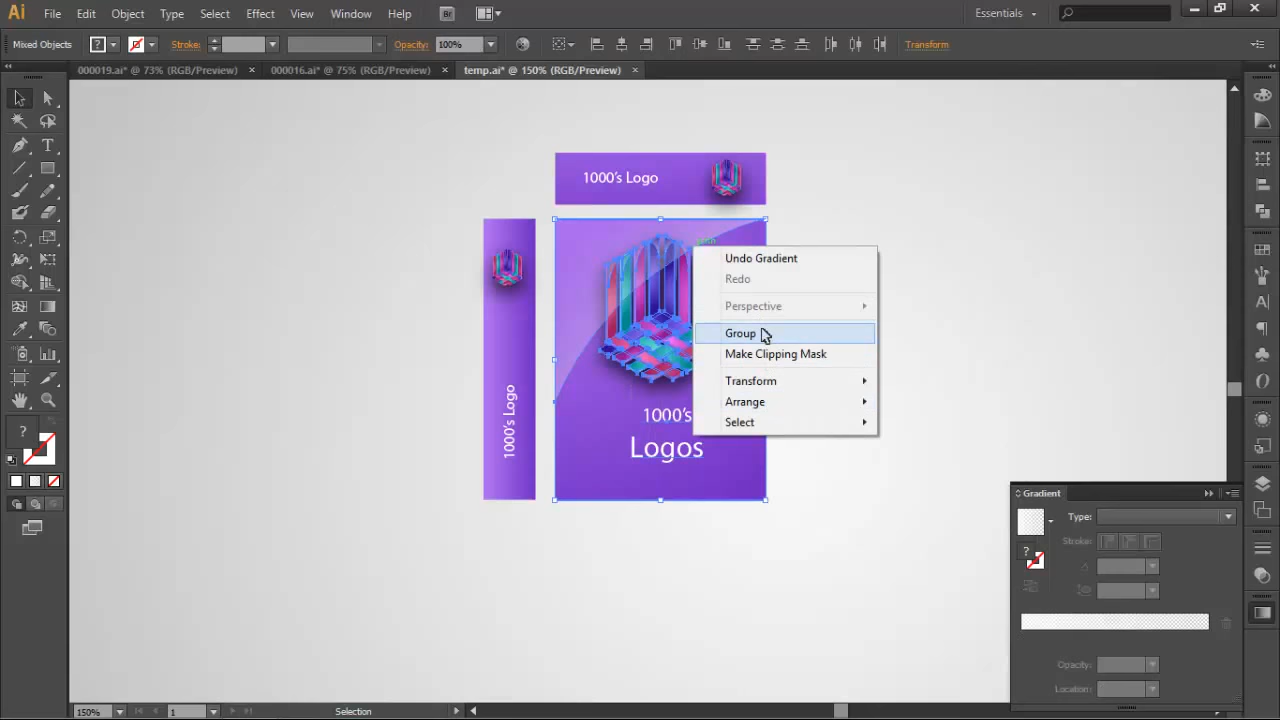 Ai File Edit Object Type Select Effect View Window Help Br Essentials
Mixed Objects ? Stroke: Opacity: 100% Transform
000019.ai* @ 73% (RGB/Preview) × 000016.ai* @ 75% (RGB/Preview) × temp.ai* @ 150% (RGB/Preview) ×
1000's Logo
1000's Logo
1000's
Logos
Undo Gradient
Redo
Perspective
Group
Make Clipping Mask
Transform
Arrange
Select
?
Gradient
Type:
Stroke:
?
Opacity:
Location:
150% 1 Selection